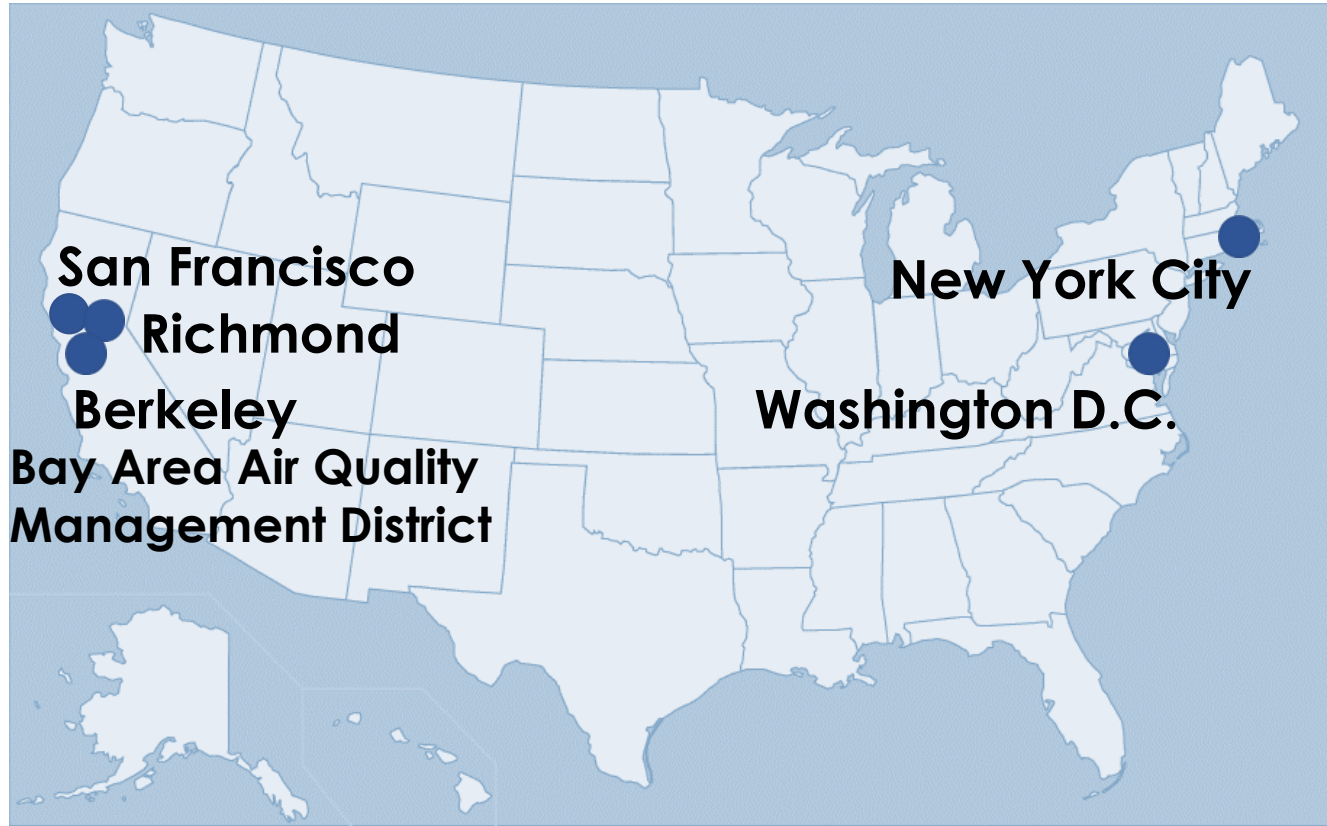 San Francisco
Richmond
Berkeley
Bay Area Air Quality
Management District
New York City
Washington D.C.